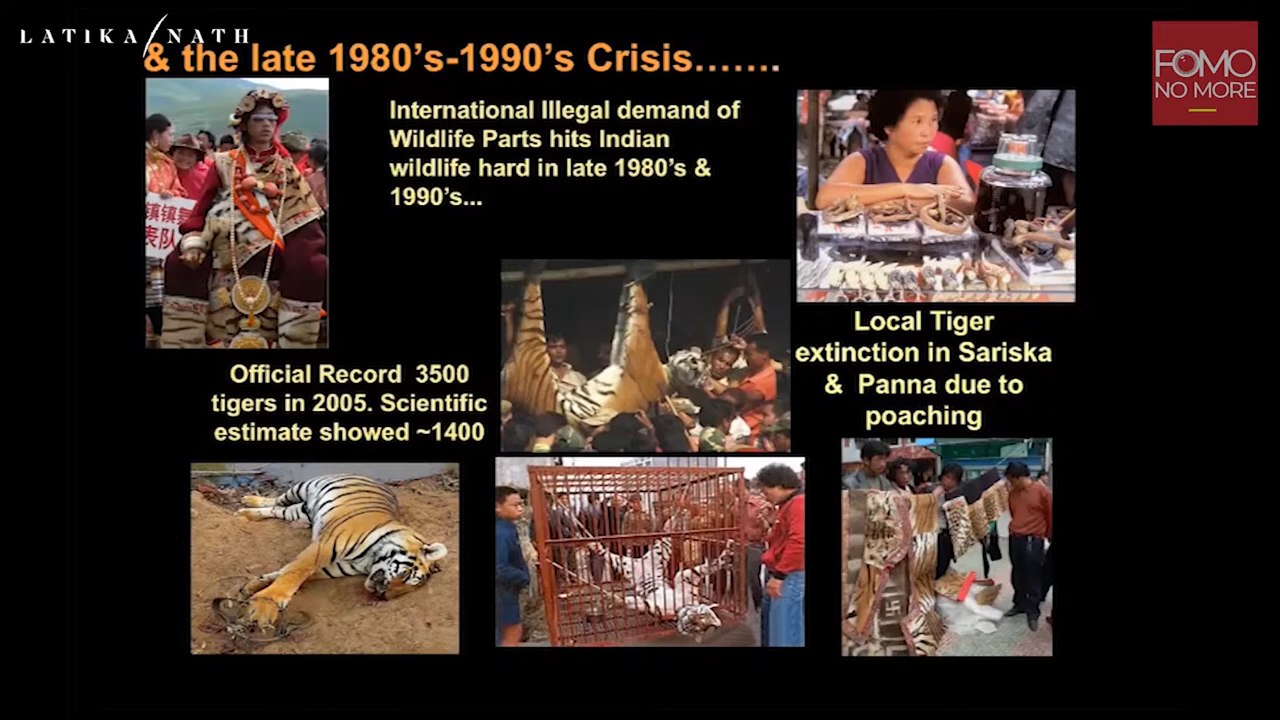 LATIKA NATH
& the late 1980's-1990's Crisis…….
FOMO
NO MORE
International Illegal demand of
Wildlife Parts hits Indian
wildlife hard in late 1980's &
1990's...
Local Tiger
extinction in Sariska
& Panna due to
poaching
Official Record 3500
tigers in 2005. Scientific
estimate showed ~1400